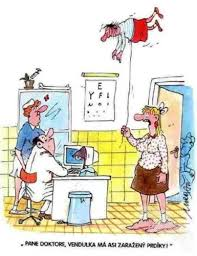 E
Y F I
„ PANE DOKTORE, VENDULKA MÁ ASI ZARAŽENÝ PRDÍKY! "